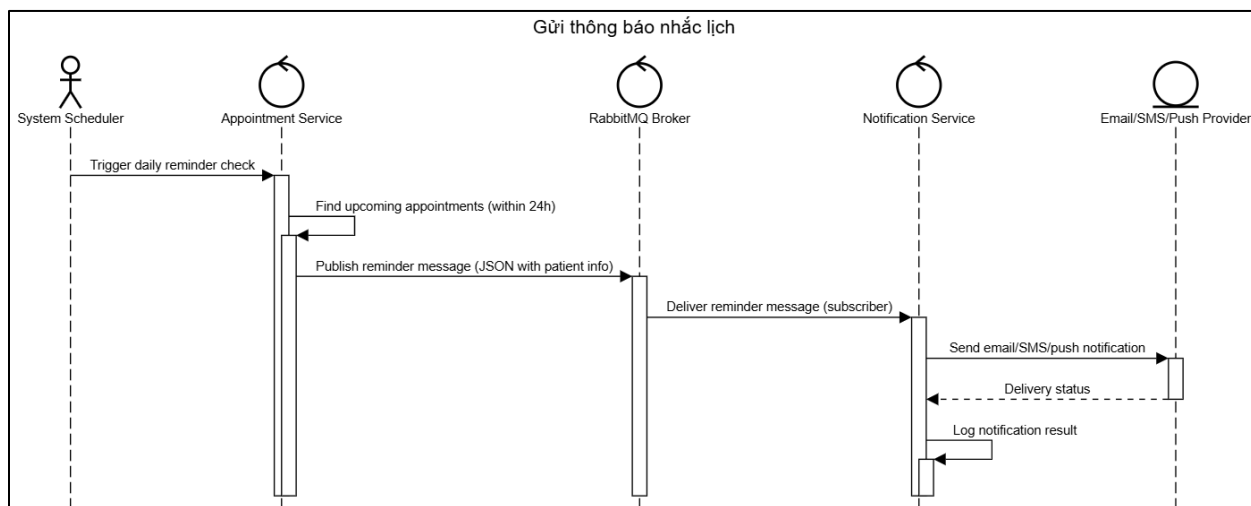 Gửi thông báo nhắc lịch
System Scheduler
Appointment Service
RabbitMQ Broker
Notification Service
Email/SMS/Push Provider
Trigger daily reminder check
Find upcoming appointments (within 24h)
Publish reminder message (JSON with patient info)
Deliver reminder message (subscriber)
Send email/SMS/push notification
Delivery status
Log notification result